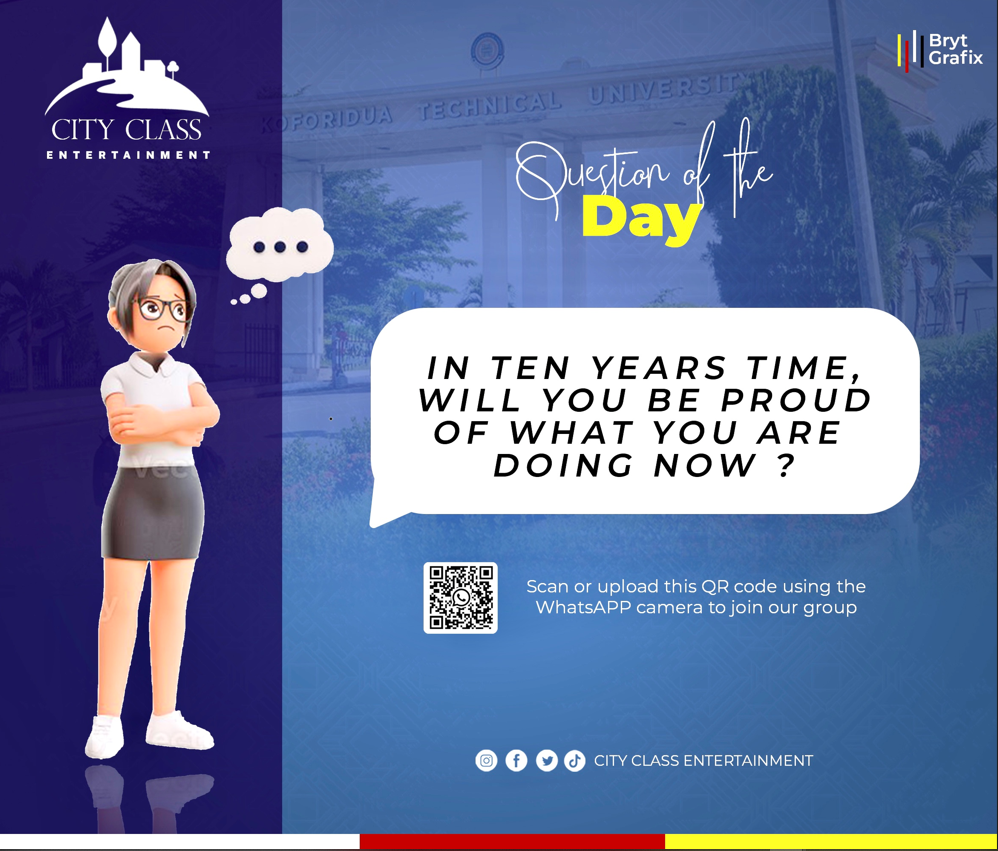 CITY CLASS
ENTERTAINMENT
Bryt
Grafix
KOFORIDUA TECHNICAL UNIVERSITY
Question of the
Day
IN TEN YEARS TIME,
WILL YOU BE PROUD
OF WHAT YOU ARE
DOING NOW ?
Scan or upload this QR code using the
WhatsAPP camera to join our group
CITY CLASS ENTERTAINMENT